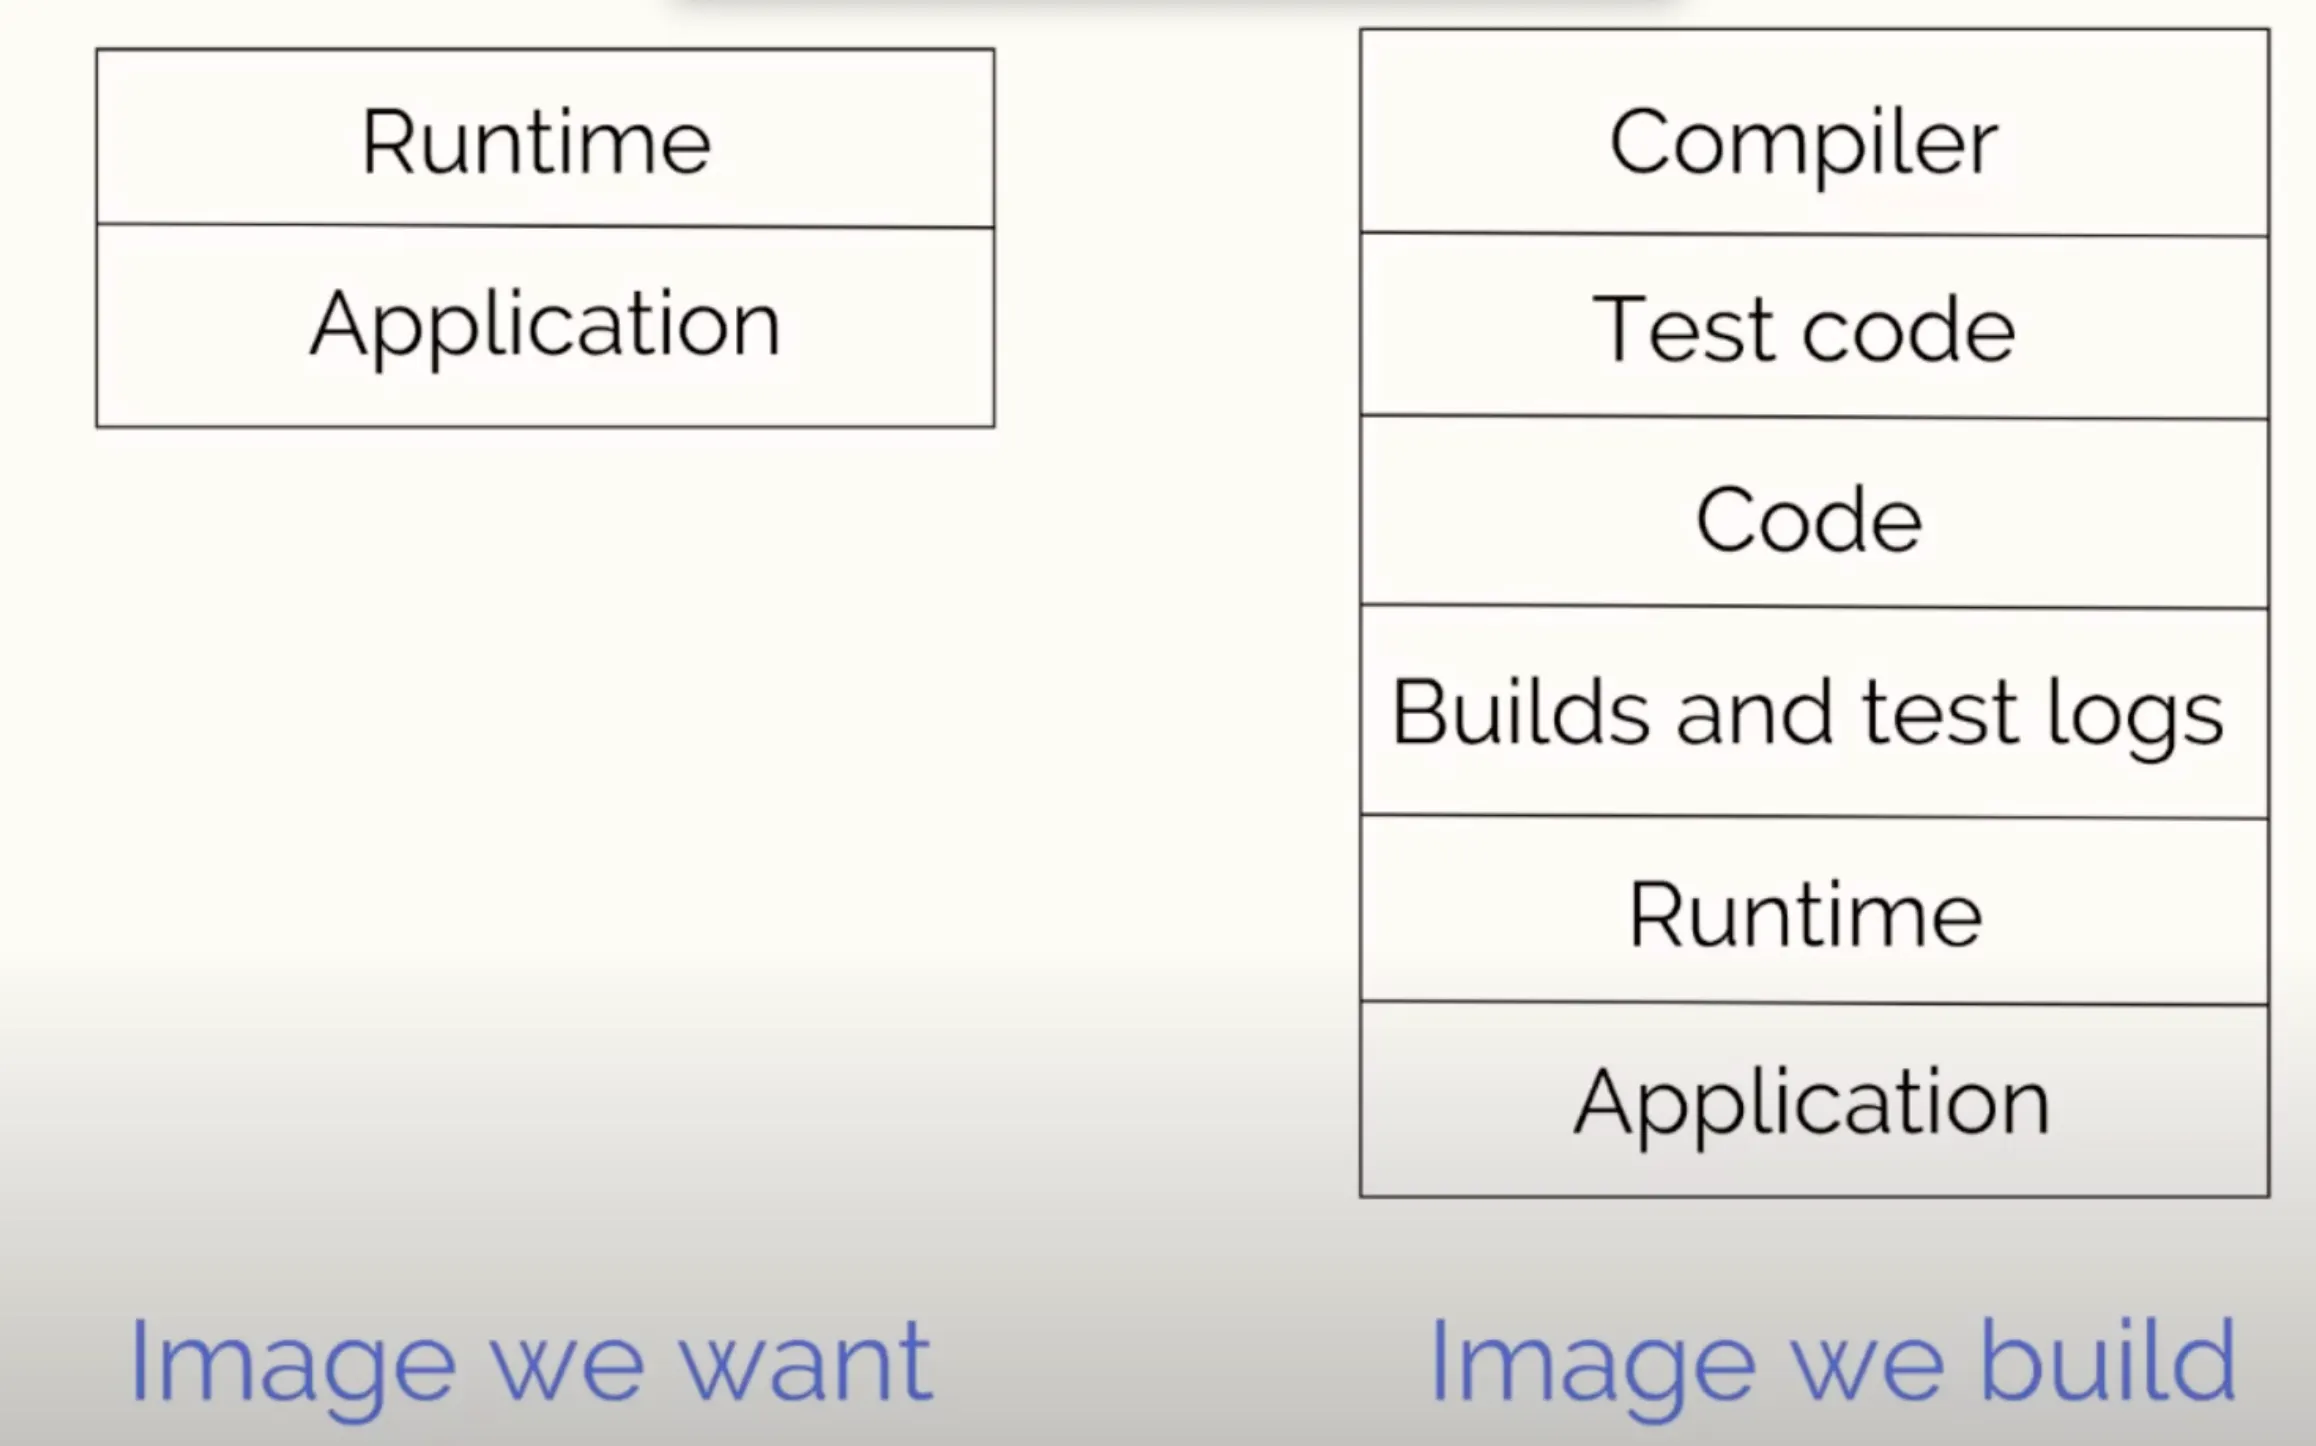 Runtime
Application
Image we want
Compiler
Test code
Code
Builds and test logs
Runtime
Application
Image we build